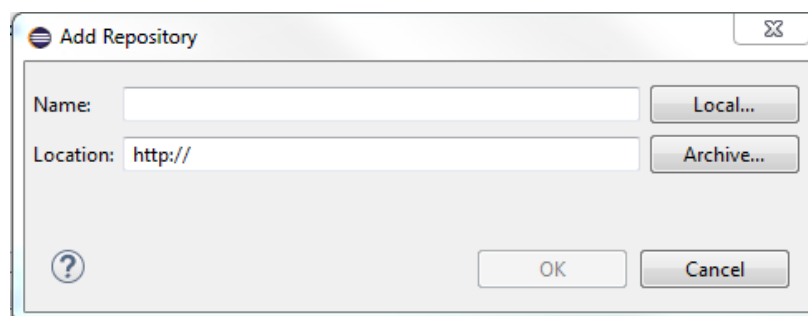 Add Repository
Name:
Local...
Location: http://
Archive...
?
OK
Cancel